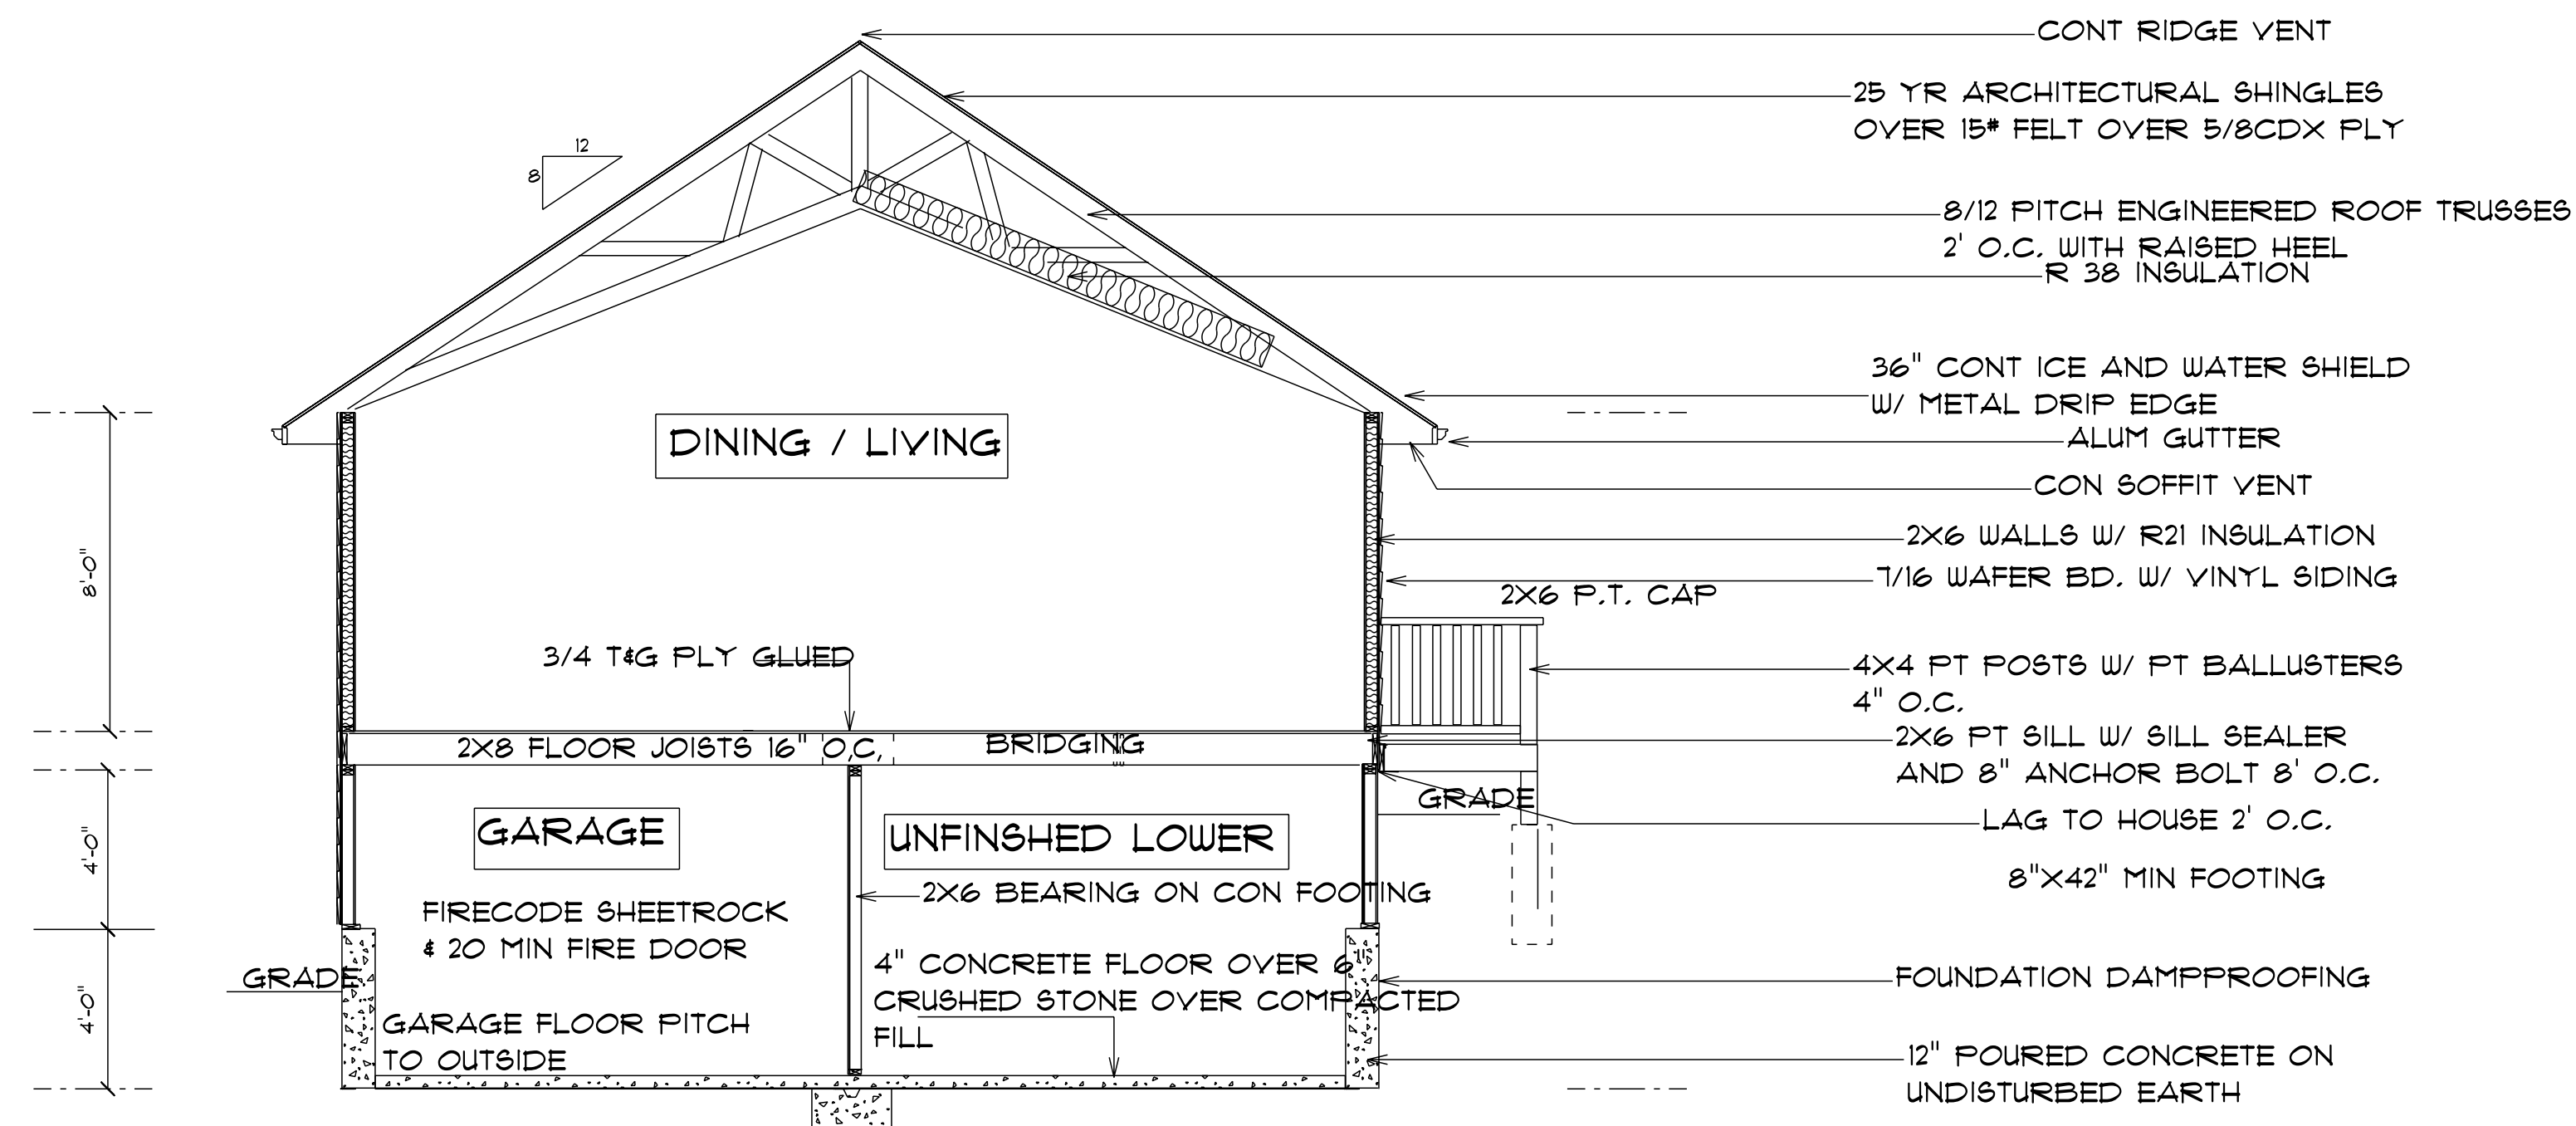 CONT RIDGE VENT
25 YR ARCHITECTURAL SHINGLES
OVER 15# FELT OVER 5/8CDX PLY
12
8
8/12 PITCH ENGINEERED ROOF TRUSSES
2' O.C. WITH RAISED HEEL
R 38 INSULATION
36" CONT ICE AND WATER SHIELD
W/ METAL DRIP EDGE
DINING / LIVING
ALUM GUTTER
CON SOFFIT VENT
2X6 WALLS W/ R21 INSULATION
8'-0"
7/16 WAFER BD. W/ VINYL SIDING
2X6 P.T. CAP
3/4 T&G PLY GLUED
4X4 PT POSTS W/ PT BALLUSTERS
4" O.C.
2X8 FLOOR JOISTS 16" O.C.
BRIDGING
2X6 PT SILL W/ SILL SEALER
AND 8" ANCHOR BOLT 8' O.C.
GRADE
LAG TO HOUSE 2' O.C.
4'-0"
GARAGE
UNFINSHED LOWER
8"X42" MIN FOOTING
2X6 BEARING ON CON FOOTING
FIRECODE SHEETROCK
& 20 MIN FIRE DOOR
4" CONCRETE FLOOR OVER 6"
CRUSHED STONE OVER COMPACTED
FILL
GRADE
FOUNDATION DAMPPROOFING
4'-0"
GARAGE FLOOR PITCH
TO OUTSIDE
12" POURED CONCRETE ON
UNDISTURBED EARTH